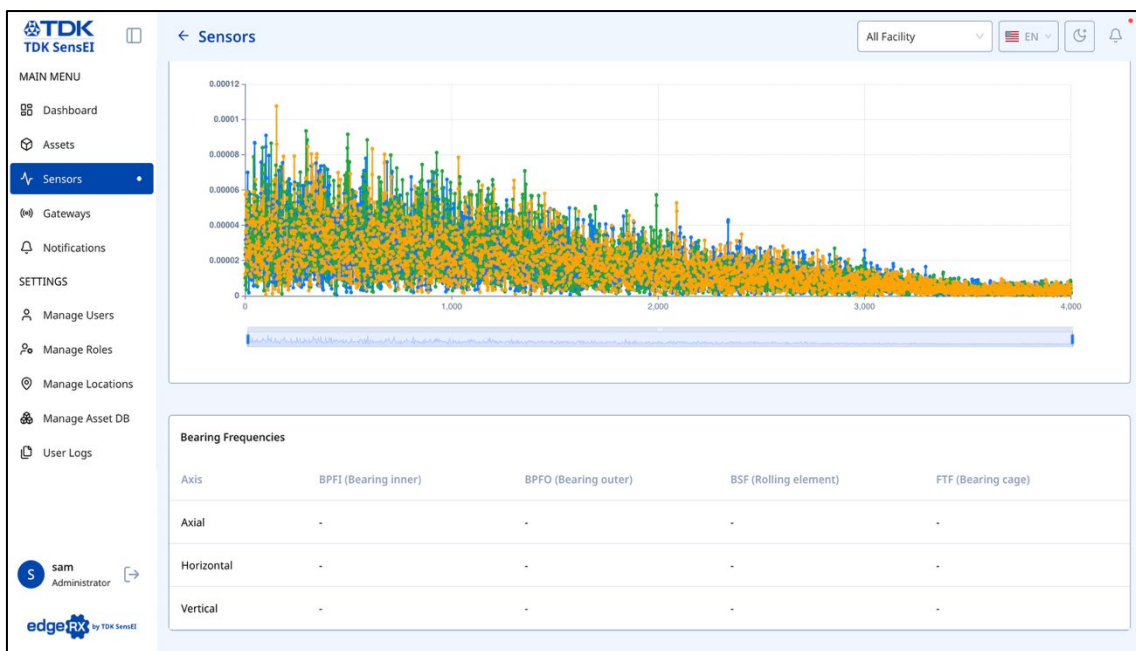 TDK
TDK SensEI
MAIN MENU
Dashboard
Assets
Sensors
Gateways
Notifications
SETTINGS
Manage Users
Manage Roles
Manage Locations
Manage Asset DB
User Logs
S
sam
Administrator
edgeRX by TDK SensEI
← Sensors
All Facility
EN
0.00012
0.0001
0.00008
0.00006
0.00004
0.00002
0
0 1,000 2,000 3,000 4,000
Bearing Frequencies
Axis BPFI (Bearing inner) BPFO (Bearing outer) BSF (Rolling element) FTF (Bearing cage)
Axial - - - -
Horizontal - - - -
Vertical - - - -